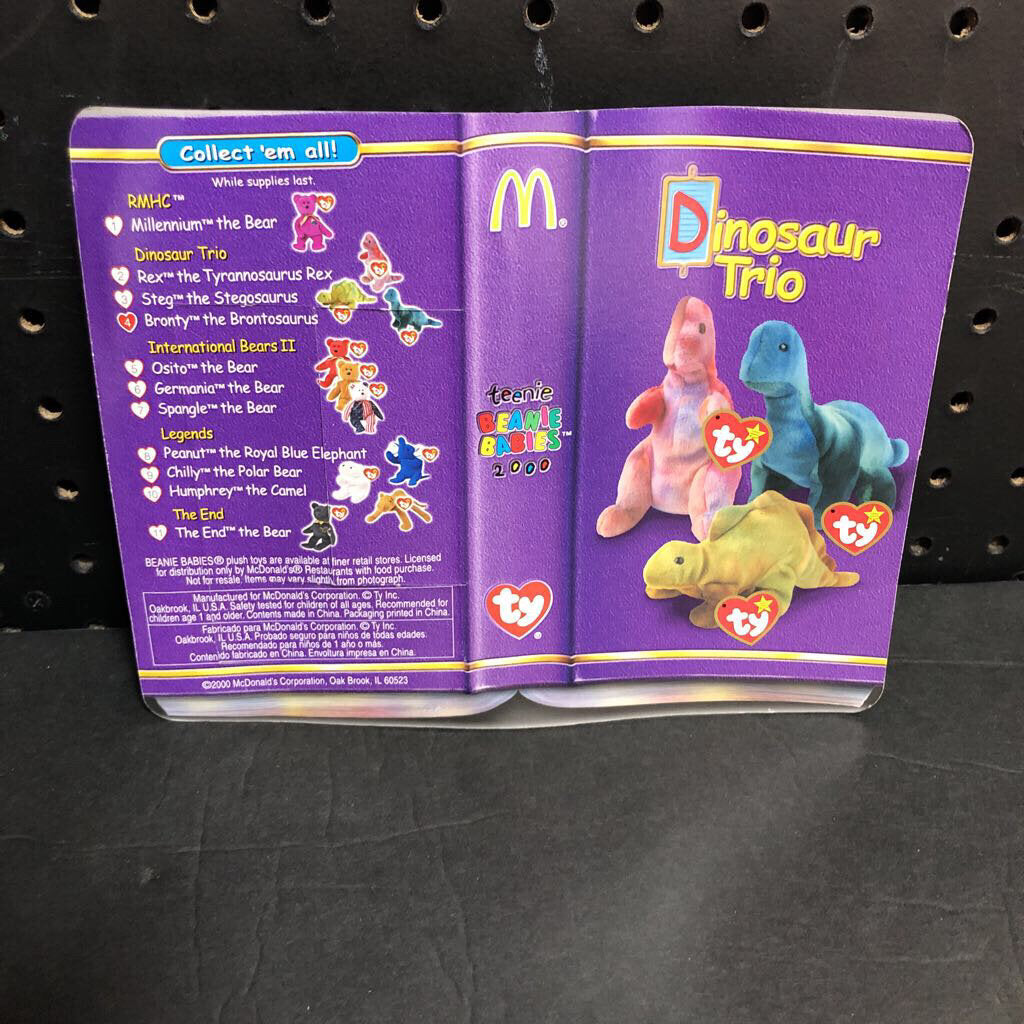 Collect 'em all!
While supplies last.
RMHC™
1 Millennium™ the Bear
Dinosaur Trio
2 Rex™ the Tyrannosaurus Rex
3 Steg™ the Stegosaurus
4 Bronty™ the Brontosaurus
International Bears II
5 Osito™ the Bear
6 Germania™ the Bear
7 Spangle™ the Bear
Legends
8 Peanut™ the Royal Blue Elephant
9 Chilly™ the Polar Bear
10 Humphrey™ the Camel
The End
11 The End™ the Bear
BEANIE BABIES® plush toys are available at finer retail stores. Licensed
for distribution only by McDonald's® Restaurants with food purchase.
Not for resale. Items may vary slightly from photograph.
Manufactured for McDonald's Corporation. © Ty Inc.
Oakbrook, IL U.S.A. Safety tested for children of all ages. Recommended for
children age 1 and older. Contents made in China. Packaging printed in China.
Fabricado para McDonald's Corporation. © Ty Inc.
Oakbrook, IL U.S.A. Probado seguro para niños de todas edades.
Recomendado para niños de 1 año o más.
Contenido fabricado en China. Envoltura impresa en China.
©2000 McDonald's Corporation, Oak Brook, IL 60523
M®
teenie
BEANIE
BABIES™
2000
ty®
Dinosaur
Trio
ty
ty
ty